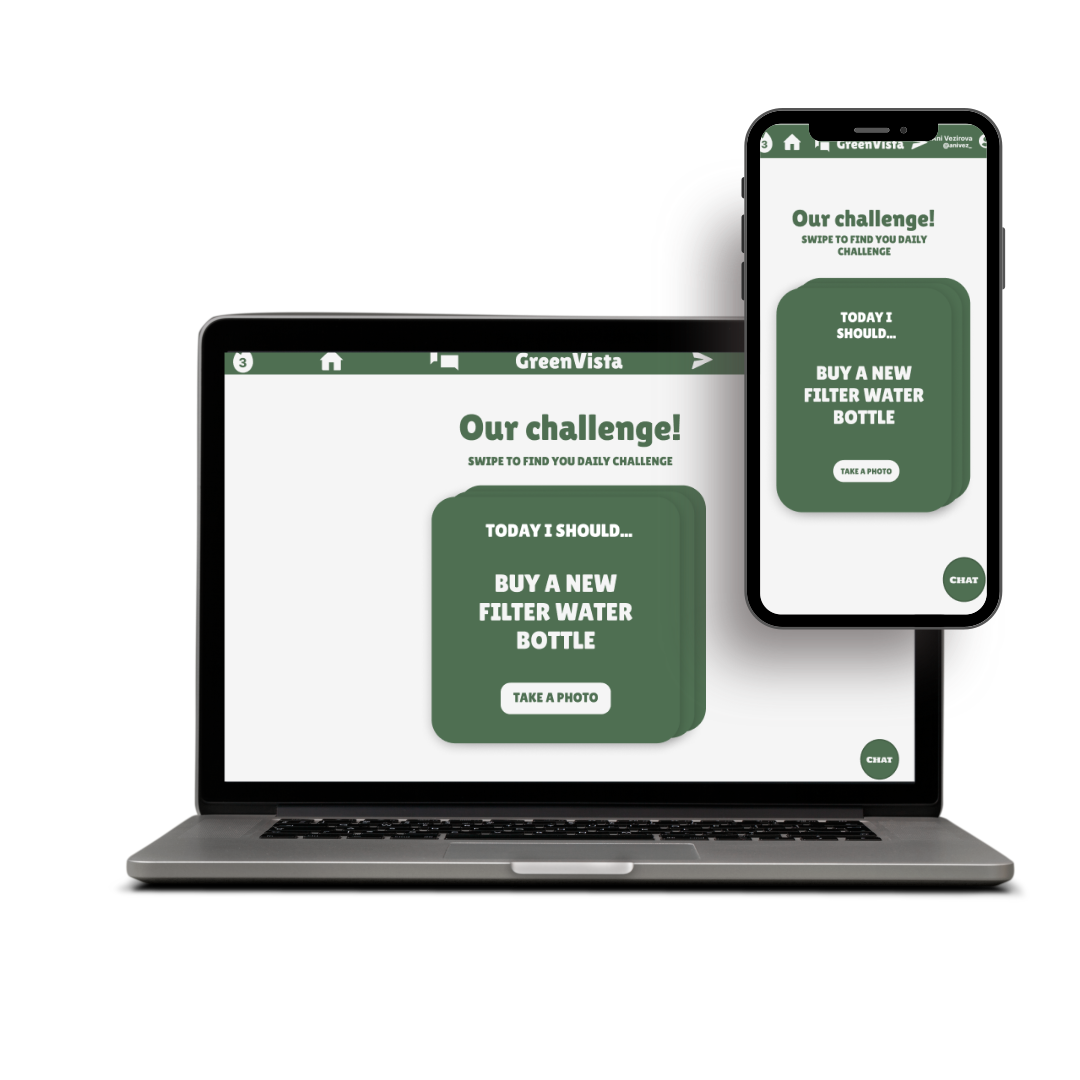 3
GreenVista
Our challenge!
SWIPE TO FIND YOU DAILY CHALLENGE
TODAY I SHOULD...
BUY A NEW
FILTER WATER
BOTTLE
TAKE A PHOTO
CHAT
3
GreenVista
Vezirova
@anivez_
Our challenge!
SWIPE TO FIND YOU DAILY
CHALLENGE
TODAY I
SHOULD...
BUY A NEW
FILTER WATER
BOTTLE
TAKE A PHOTO
CHAT